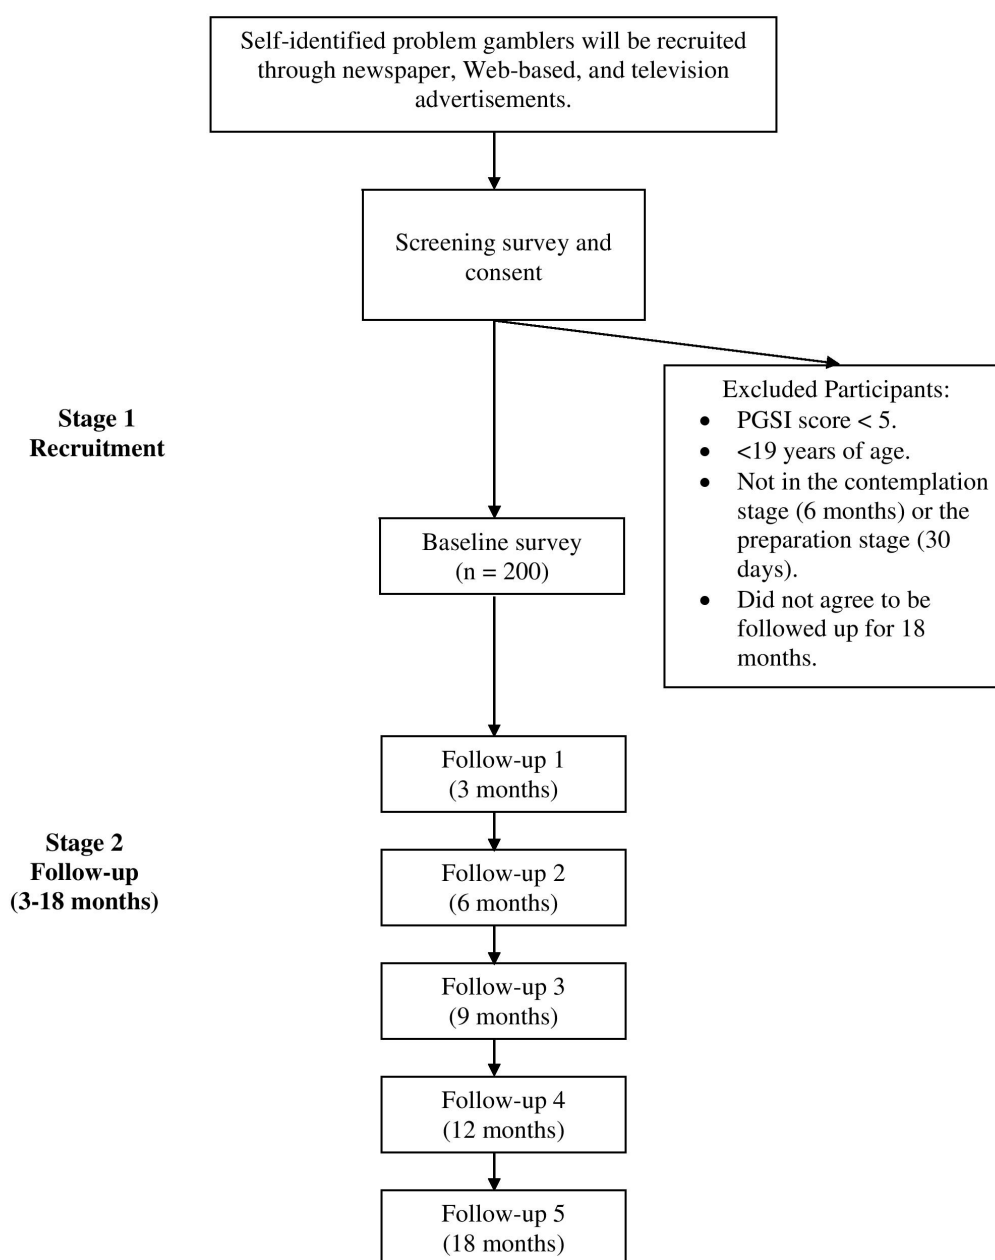 Self-identified problem gamblers will be recruited
through newspaper, Web-based, and television
advertisements.
Screening survey and
consent
Stage 1
Recruitment
Excluded Participants:
• PGSI score < 5.
• <19 years of age.
• Not in the contemplation
stage (6 months) or the
preparation stage (30
days).
• Did not agree to be
followed up for 18
months.
Baseline survey
(n = 200)
Follow-up 1
(3 months)
Stage 2
Follow-up
(3-18 months)
Follow-up 2
(6 months)
Follow-up 3
(9 months)
Follow-up 4
(12 months)
Follow-up 5
(18 months)